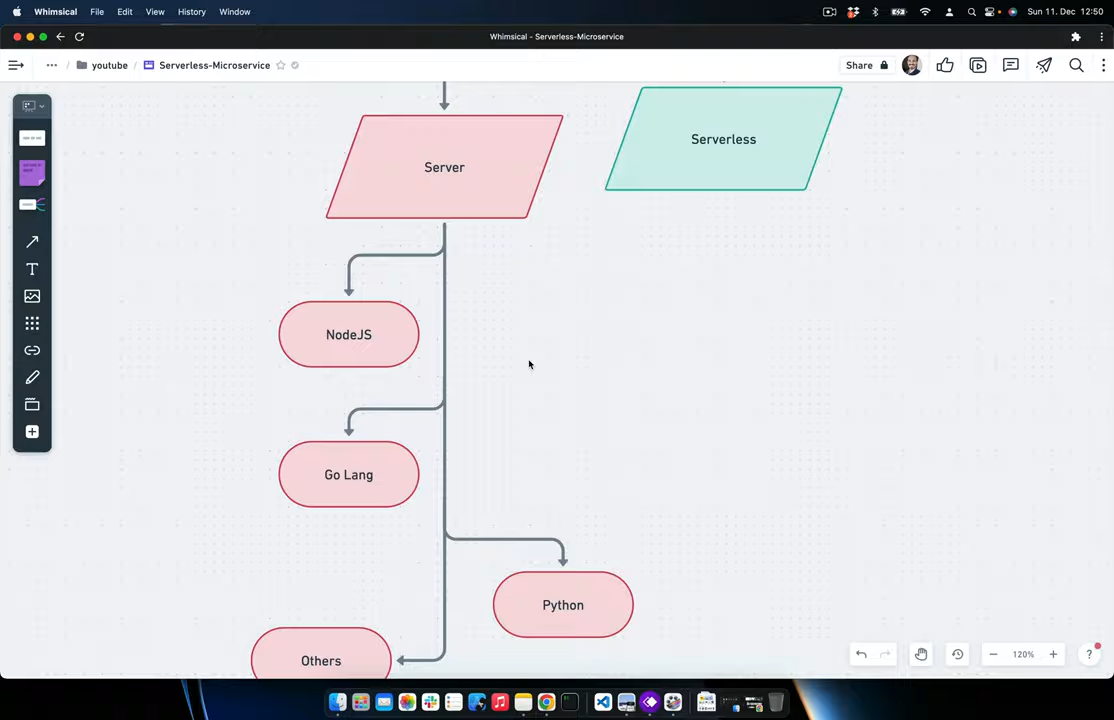 Whimsical File Edit View History Window
Sun 11. Dec 12:50
Whimsical - Serverless-Microservice
youtube / Serverless-Microservice
Share
Server
Serverless
NodeJS
Go Lang
Python
Others
120%
?